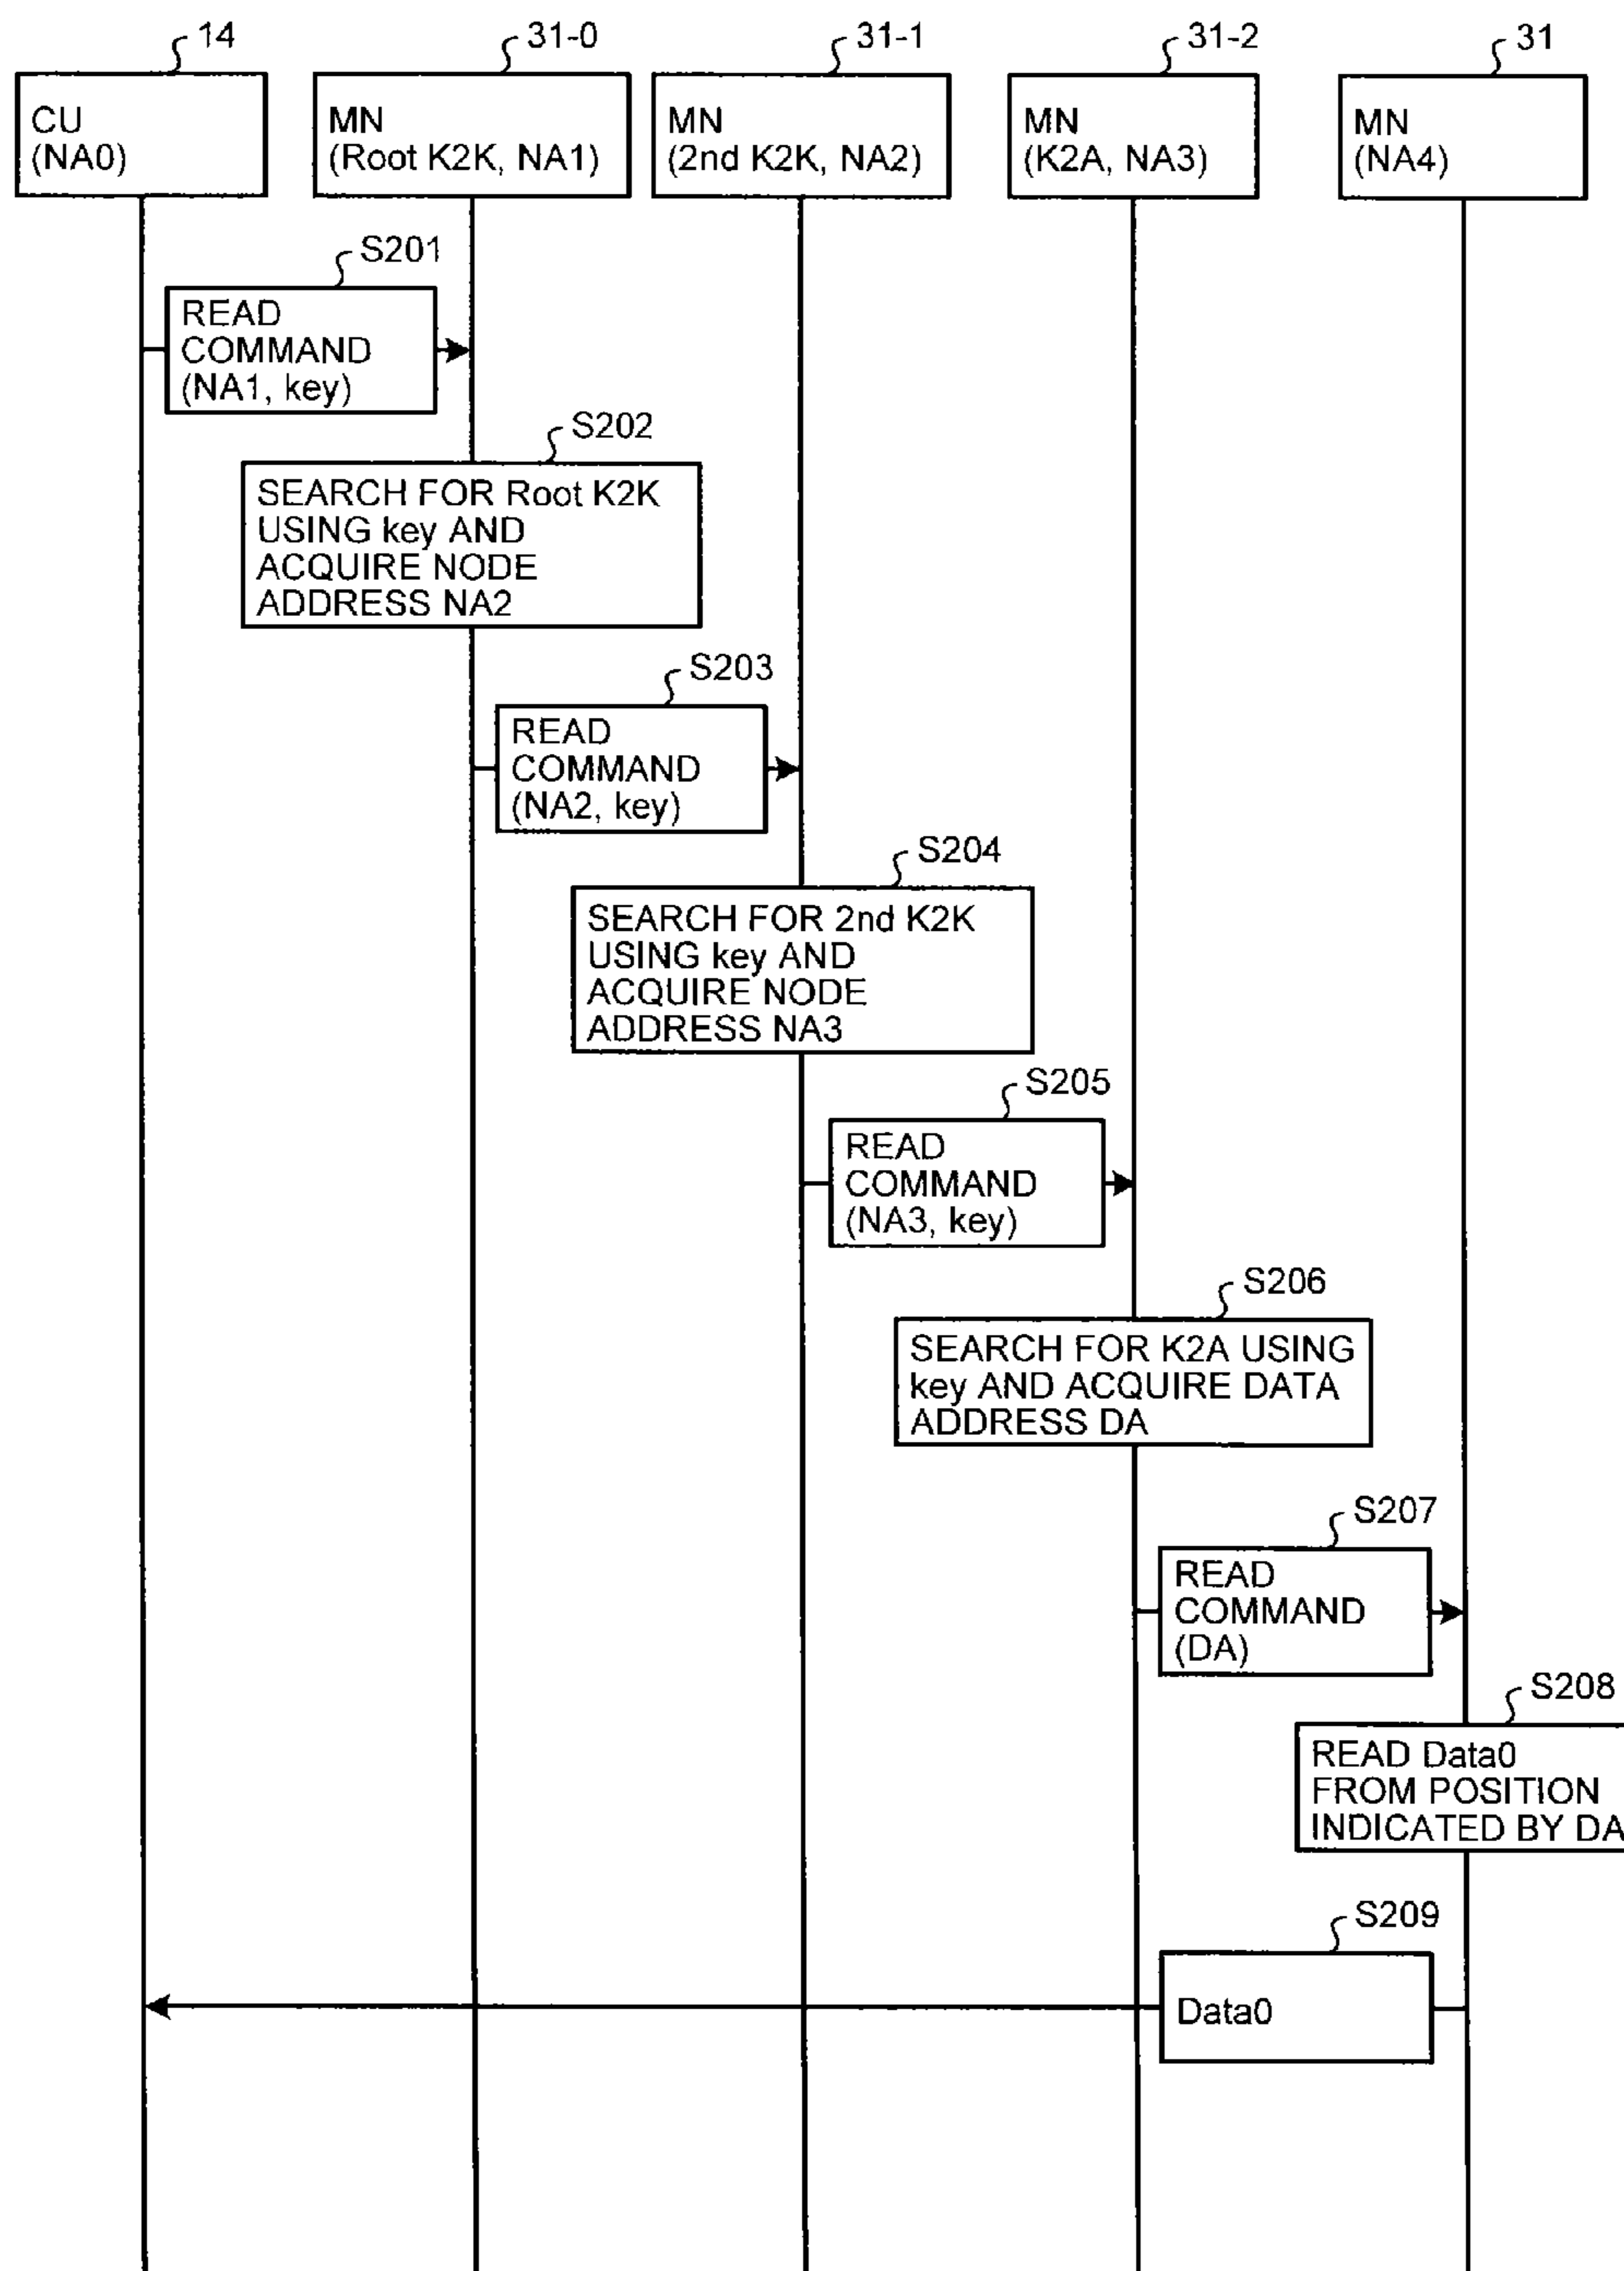 14
31-0
31-1
31-2
31
CU
(NA0)
MN
(Root K2K, NA1)
MN
(2nd K2K, NA2)
MN
(K2A, NA3)
MN
(NA4)
S201
READ
COMMAND
(NA1, key)
S202
SEARCH FOR Root K2K
USING key AND
ACQUIRE NODE
ADDRESS NA2
S203
READ
COMMAND
(NA2, key)
S204
SEARCH FOR 2nd K2K
USING key AND
ACQUIRE NODE
ADDRESS NA3
S205
READ
COMMAND
(NA3, key)
S206
SEARCH FOR K2A USING
key AND ACQUIRE DATA
ADDRESS DA
S207
READ
COMMAND
(DA)
S208
READ Data0
FROM POSITION
INDICATED BY DA
S209
Data0